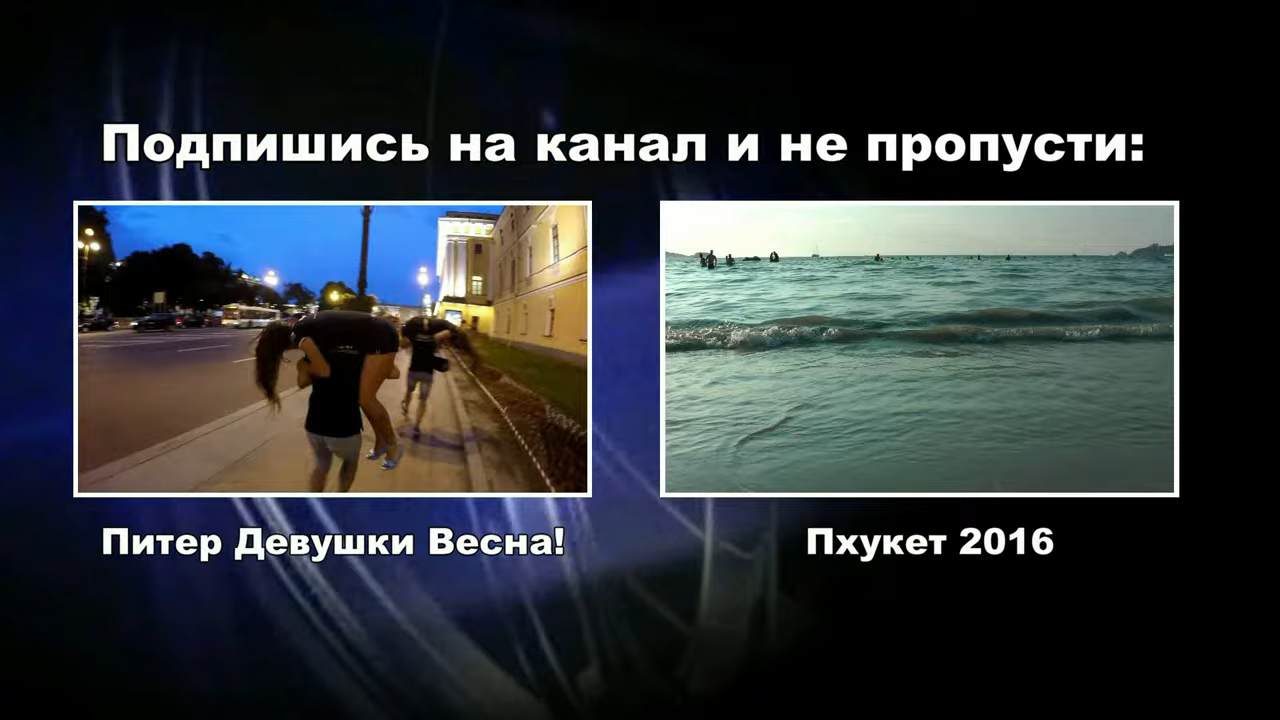 Подпишись на канал и не пропусти:
Питер Девушки Весна!
Пхукет 2016